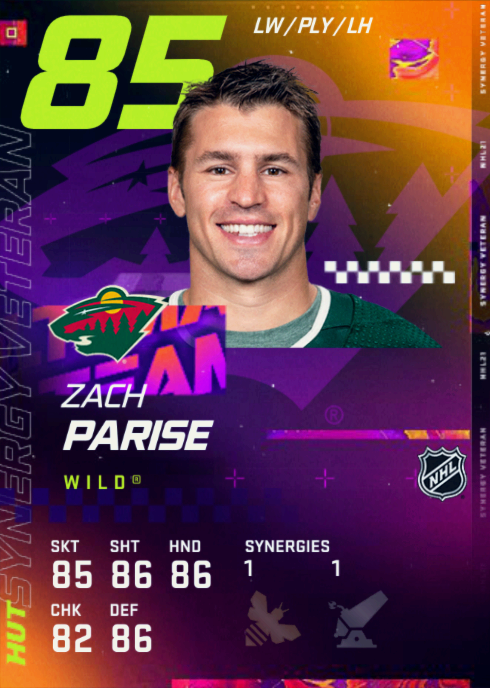 85
LW / PLY / LH
ZACH
PARISE
WILD®
SKT SHT HND
85 86 86
CHK DEF
82 86
SYNERGIES
1 1
NHL
HUT
SYNERGY VETERAN
SYNERGY VETERAN
NHL21
SYNERGY VETERAN
NHL21
SYNERGY VETERAN
TEAM
®